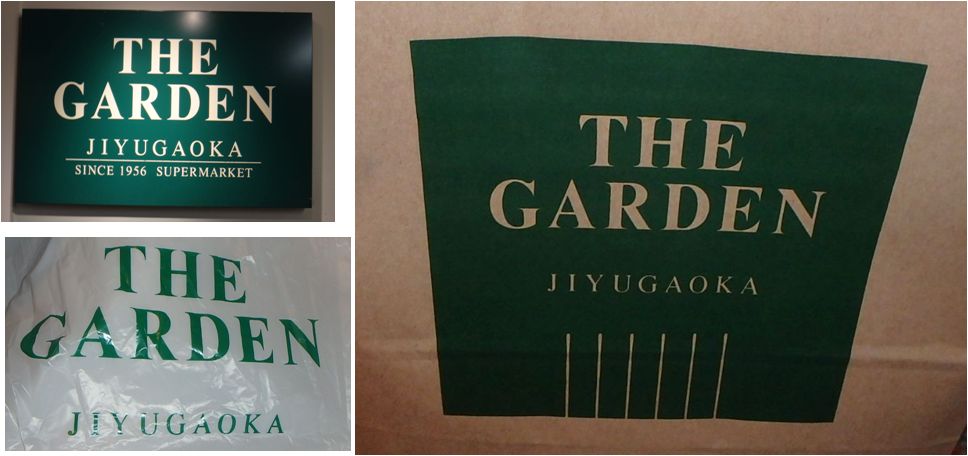 THE
GARDEN
JIYUGAOKA
SINCE 1956 SUPERMARKET
THE
GARDEN
JIYUGAOKA
THE
GARDEN
JIYUGAOKA